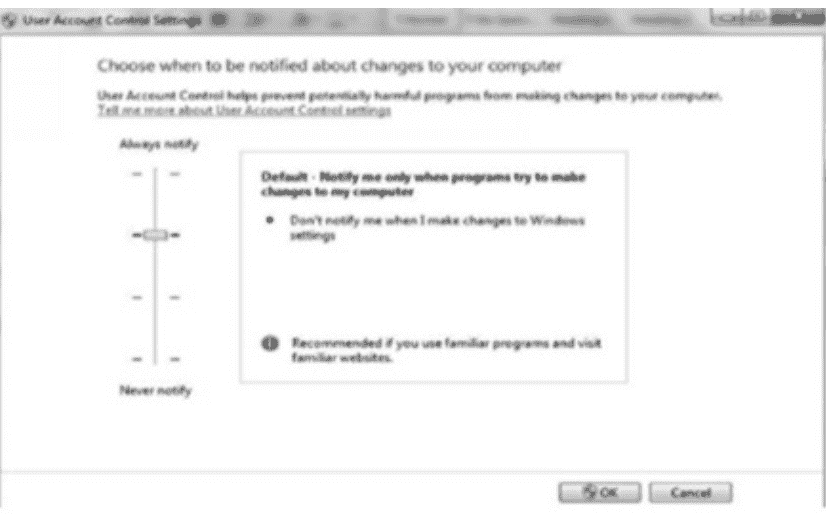 User Account Control Settings
Choose when to be notified about changes to your computer
User Account Control helps prevent potentially harmful programs from making changes to your computer.
Tell me more about User Account Control settings
Always notify
Default - Notify me only when programs try to make
changes to my computer
Don't notify me when I make changes to Windows
settings
Recommended if you use familiar programs and visit
familiar websites.
Never notify
OK
Cancel